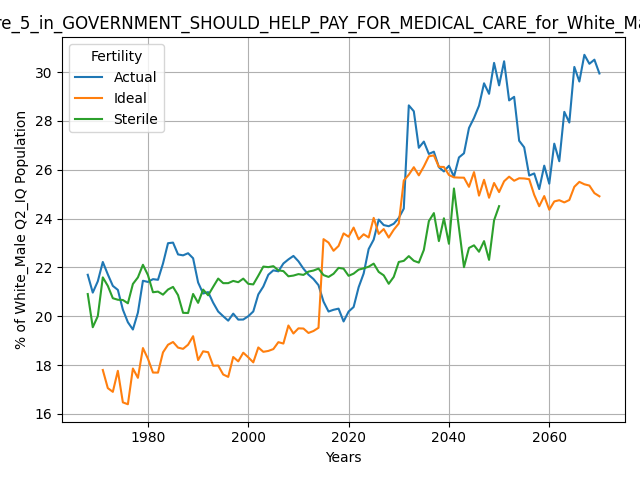 re_5_in_GOVERNMENT_SHOULD_HELP_PAY_FOR_MEDICAL_CARE_for_White_Ma
Fertility
Actual
Ideal
Sterile
% of White_Male Q2_IQ Population
30
28
26
24
22
20
18
16
1980
2000
2020
2040
2060
Years